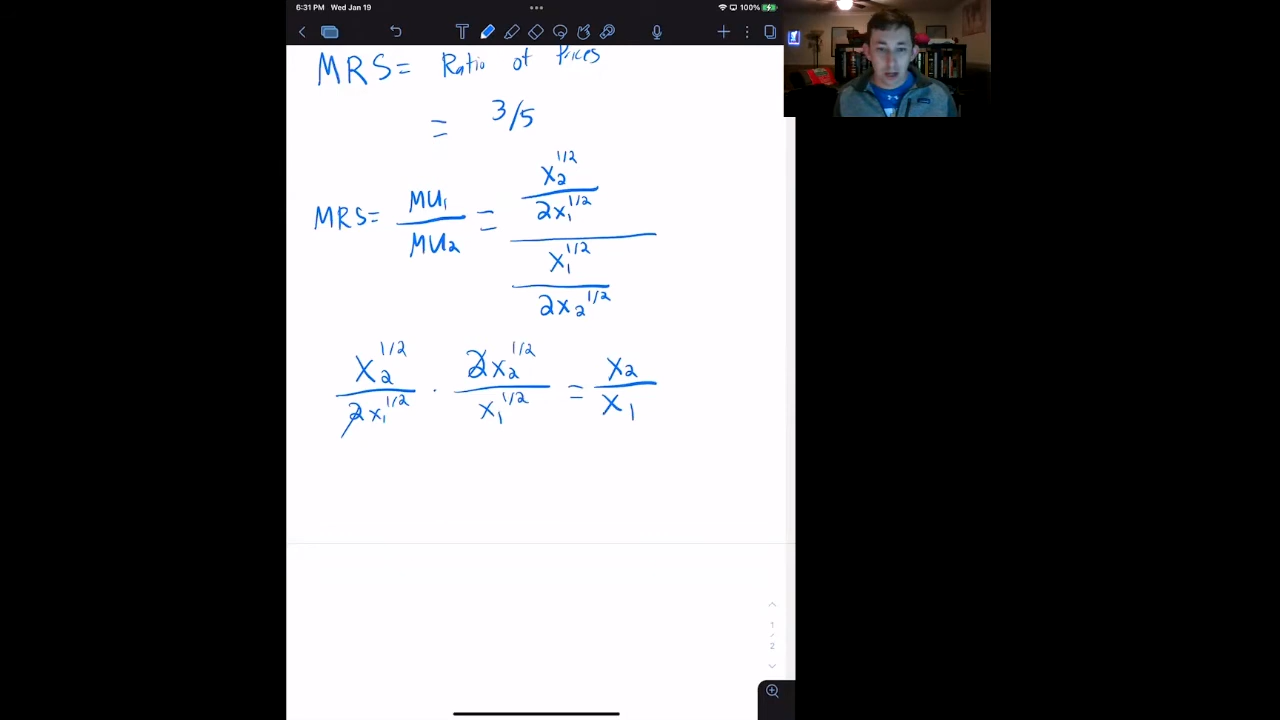 6:31 PM Wed Jan 19
100%
MRS = Ratio of Prices
= 3/5
MRS = MU₁/MU₂ = (x₂^1/2 / 2x₁^1/2) / (x₁^1/2 / 2x₂^1/2)
x₂^1/2 / 2x₁^1/2 · 2x₂^1/2 / x₁^1/2 = x₂ / x₁
1
/
2